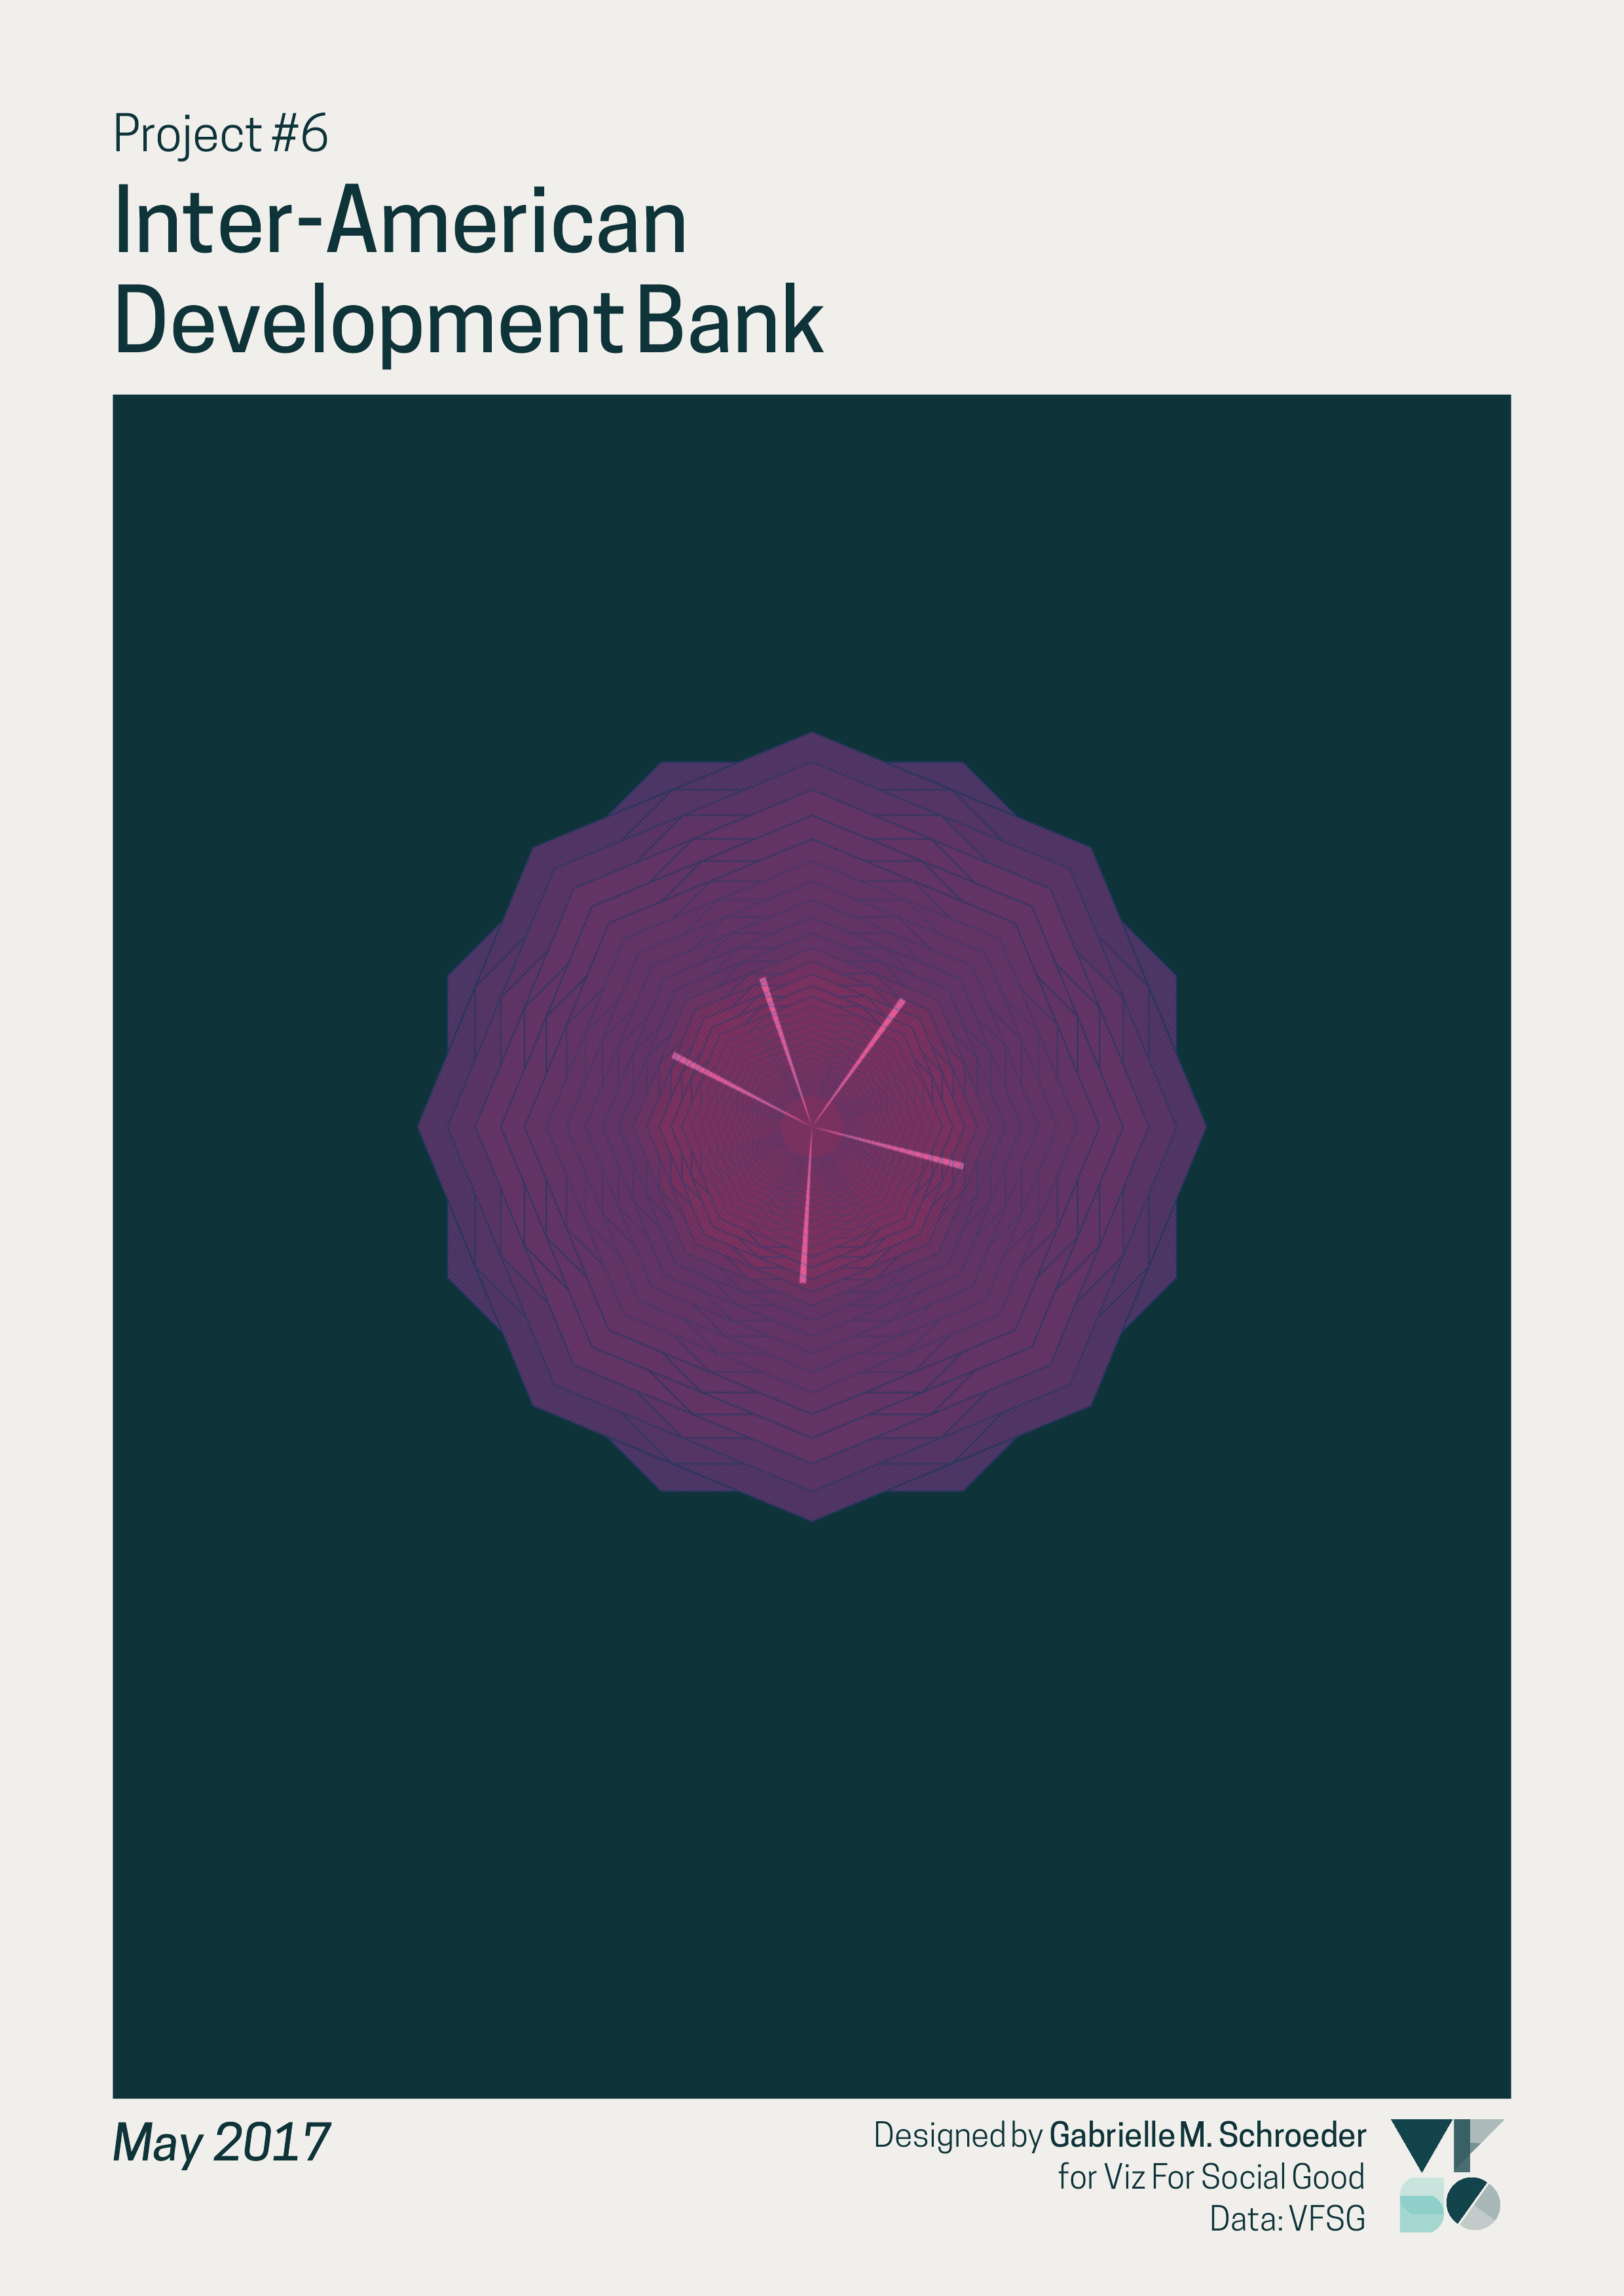 Project #6
Inter-American
Development Bank
May 2017
Designed by Gabrielle M. Schroeder
for Viz For Social Good
Data: VFSG